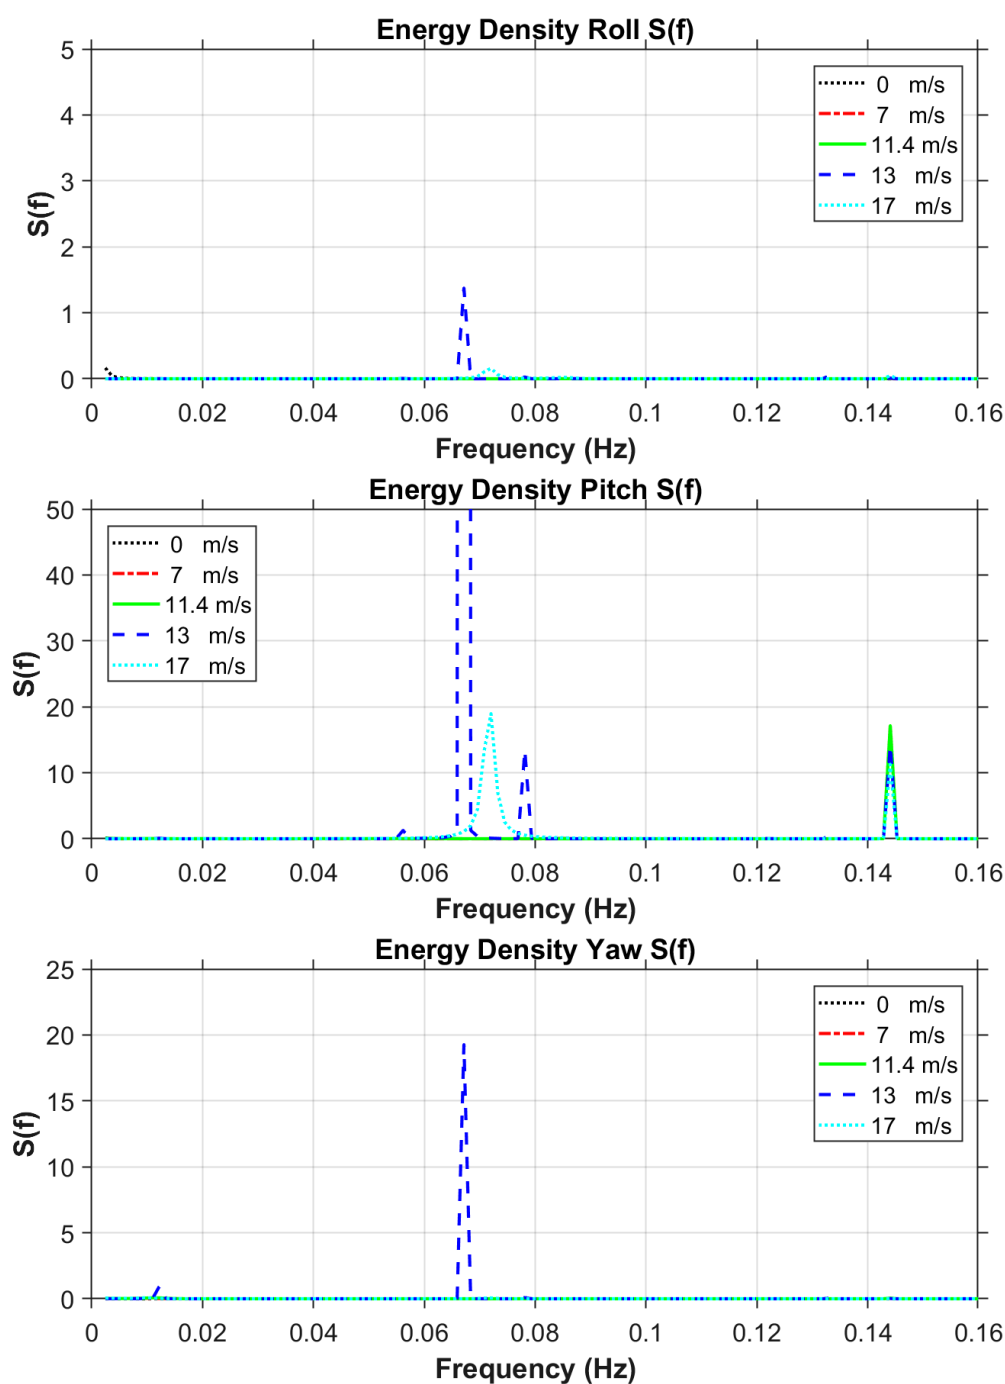 Energy Density Roll S(f)
5
4
3
2
1
0
S(f)
0 m/s
7 m/s
11.4 m/s
13 m/s
17 m/s
0 0.02 0.04 0.06 0.08 0.1 0.12 0.14 0.16
Frequency (Hz)
Energy Density Pitch S(f)
50
40
30
20
10
0
S(f)
0 m/s
7 m/s
11.4 m/s
13 m/s
17 m/s
0 0.02 0.04 0.06 0.08 0.1 0.12 0.14 0.16
Frequency (Hz)
Energy Density Yaw S(f)
25
20
15
10
5
0
S(f)
0 m/s
7 m/s
11.4 m/s
13 m/s
17 m/s
0 0.02 0.04 0.06 0.08 0.1 0.12 0.14 0.16
Frequency (Hz)